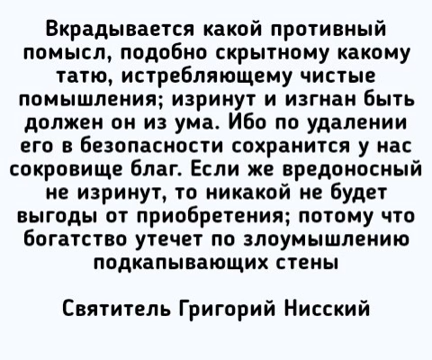 Вкрадывается какой противный
помысл, подобно скрытному какому
татю, истребляющему чистые
помышления; изринут и изгнан быть
должен он из ума. Ибо по удалении
его в безопасности сохранится у нас
сокровище благ. Если же вредоносный
не изринут, то никакой не будет
выгоды от приобретения; потому что
богатство утечет по злоумышлению
подкапывающих стены
Святитель Григорий Нисский